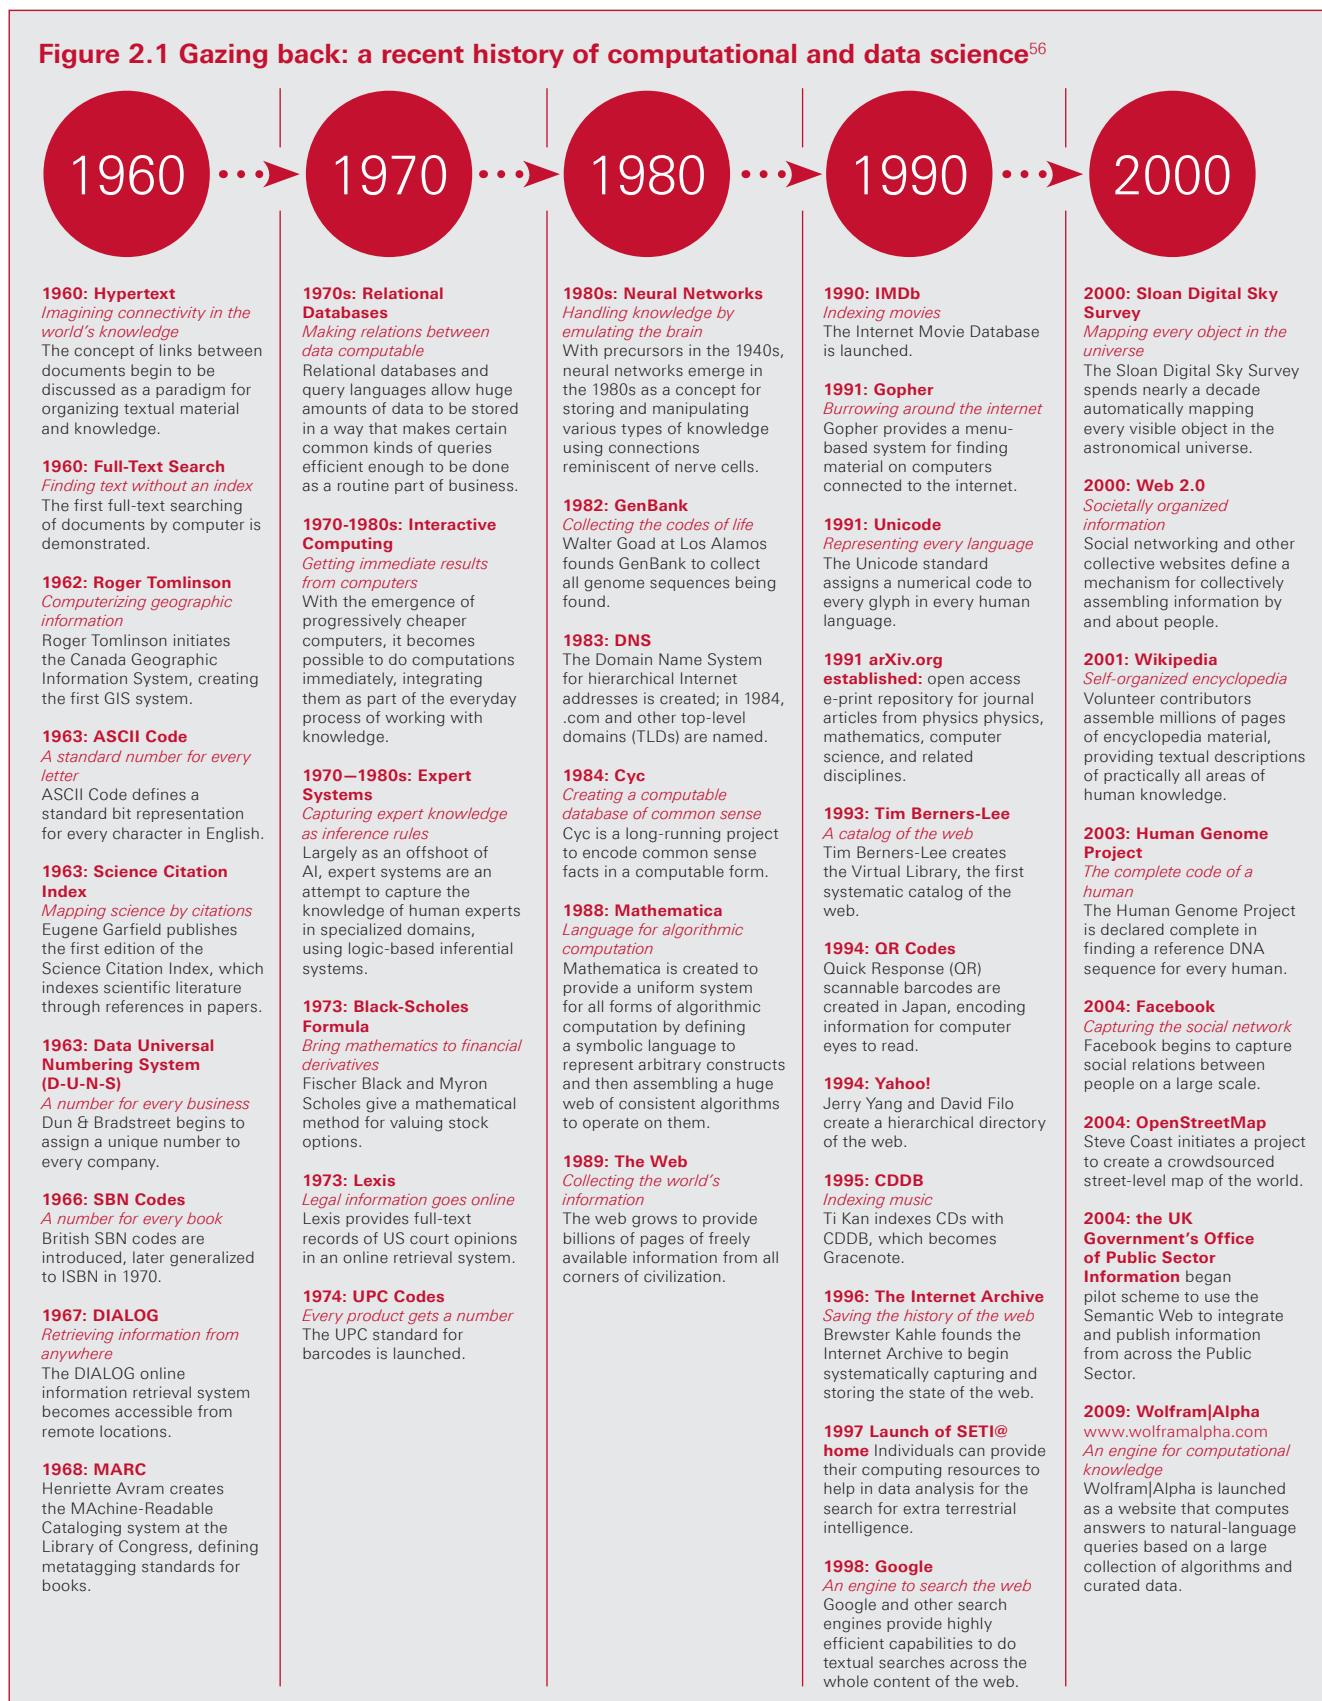 Figure 2.1 Gazing back: a recent history of computational and data science56
1960
1970
1980
1990
2000
1960: Hypertext
Imagining connectivity in the
world's knowledge
The concept of links between
documents begin to be
discussed as a paradigm for
organizing textual material
and knowledge.
1960: Full-Text Search
Finding text without an index
The first full-text searching
of documents by computer is
demonstrated.
1962: Roger Tomlinson
Computerizing geographic
information
Roger Tomlinson initiates
the Canada Geographic
Information System, creating
the first GIS system.
1963: ASCII Code
A standard number for every
letter
ASCII Code defines a
standard bit representation
for every character in English.
1963: Science Citation
Index
Mapping science by citations
Eugene Garfield publishes
the first edition of the
Science Citation Index, which
indexes scientific literature
through references in papers.
1963: Data Universal
Numbering System
(D-U-N-S)
A number for every business
Dun & Bradstreet begins to
assign a unique number to
every company.
1966: SBN Codes
A number for every book
British SBN codes are
introduced, later generalized
to ISBN in 1970.
1967: DIALOG
Retrieving information from
anywhere
The DIALOG online
information retrieval system
becomes accessible from
remote locations.
1968: MARC
Henriette Avram creates
the MAchine-Readable
Cataloging system at the
Library of Congress, defining
metatagging standards for
books.
1970s: Relational
Databases
Making relations between
data computable
Relational databases and
query languages allow huge
amounts of data to be stored
in a way that makes certain
common kinds of queries
efficient enough to be done
as a routine part of business.
1970-1980s: Interactive
Computing
Getting immediate results
from computers
With the emergence of
progressively cheaper
computers, it becomes
possible to do computations
immediately, integrating
them as part of the everyday
process of working with
knowledge.
1970—1980s: Expert
Systems
Capturing expert knowledge
as inference rules
Largely as an offshoot of
AI, expert systems are an
attempt to capture the
knowledge of human experts
in specialized domains,
using logic-based inferential
systems.
1973: Black-Scholes
Formula
Bring mathematics to financial
derivatives
Fischer Black and Myron
Scholes give a mathematical
method for valuing stock
options.
1973: Lexis
Legal information goes online
Lexis provides full-text
records of US court opinions
in an online retrieval system.
1974: UPC Codes
Every product gets a number
The UPC standard for
barcodes is launched.
1980s: Neural Networks
Handling knowledge by
emulating the brain
With precursors in the 1940s,
neural networks emerge in
the 1980s as a concept for
storing and manipulating
various types of knowledge
using connections
reminiscent of nerve cells.
1982: GenBank
Collecting the codes of life
Walter Goad at Los Alamos
founds GenBank to collect
all genome sequences being
found.
1983: DNS
The Domain Name System
for hierarchical Internet
addresses is created; in 1984,
.com and other top-level
domains (TLDs) are named.
1984: Cyc
Creating a computable
database of common sense
Cyc is a long-running project
to encode common sense
facts in a computable form.
1988: Mathematica
Language for algorithmic
computation
Mathematica is created to
provide a uniform system
for all forms of algorithmic
computation by defining
a symbolic language to
represent arbitrary constructs
and then assembling a huge
web of consistent algorithms
to operate on them.
1989: The Web
Collecting the world's
information
The web grows to provide
billions of pages of freely
available information from all
corners of civilization.
1990: IMDb
Indexing movies
The Internet Movie Database
is launched.
1991: Gopher
Burrowing around the internet
Gopher provides a menu-
based system for finding
material on computers
connected to the internet.
1991: Unicode
Representing every language
The Unicode standard
assigns a numerical code to
every glyph in every human
language.
1991 arXiv.org
established: open access
e-print repository for journal
articles from physics physics,
mathematics, computer
science, and related
disciplines.
1993: Tim Berners-Lee
A catalog of the web
Tim Berners-Lee creates
the Virtual Library, the first
systematic catalog of the
web.
1994: QR Codes
Quick Response (QR)
scannable barcodes are
created in Japan, encoding
information for computer
eyes to read.
1994: Yahoo!
Jerry Yang and David Filo
create a hierarchical directory
of the web.
1995: CDDB
Indexing music
Ti Kan indexes CDs with
CDDB, which becomes
Gracenote.
1996: The Internet Archive
Saving the history of the web
Brewster Kahle founds the
Internet Archive to begin
systematically capturing and
storing the state of the web.
1997 Launch of SETI@
home Individuals can provide
their computing resources to
help in data analysis for the
search for extra terrestrial
intelligence.
1998: Google
An engine to search the web
Google and other search
engines provide highly
efficient capabilities to do
textual searches across the
whole content of the web.
2000: Sloan Digital Sky
Survey
Mapping every object in the
universe
The Sloan Digital Sky Survey
spends nearly a decade
automatically mapping
every visible object in the
astronomical universe.
2000: Web 2.0
Societally organized
information
Social networking and other
collective websites define a
mechanism for collectively
assembling information by
and about people.
2001: Wikipedia
Self-organized encyclopedia
Volunteer contributors
assemble millions of pages
of encyclopedia material,
providing textual descriptions
of practically all areas of
human knowledge.
2003: Human Genome
Project
The complete code of a
human
The Human Genome Project
is declared complete in
finding a reference DNA
sequence for every human.
2004: Facebook
Capturing the social network
Facebook begins to capture
social relations between
people on a large scale.
2004: OpenStreetMap
Steve Coast initiates a project
to create a crowdsourced
street-level map of the world.
2004: the UK
Government's Office
of Public Sector
Information began
pilot scheme to use the
Semantic Web to integrate
and publish information
from across the Public
Sector.
2009: Wolfram|Alpha
www.wolframalpha.com
An engine for computational
knowledge
Wolfram|Alpha is launched
as a website that computes
answers to natural-language
queries based on a large
collection of algorithms and
curated data.